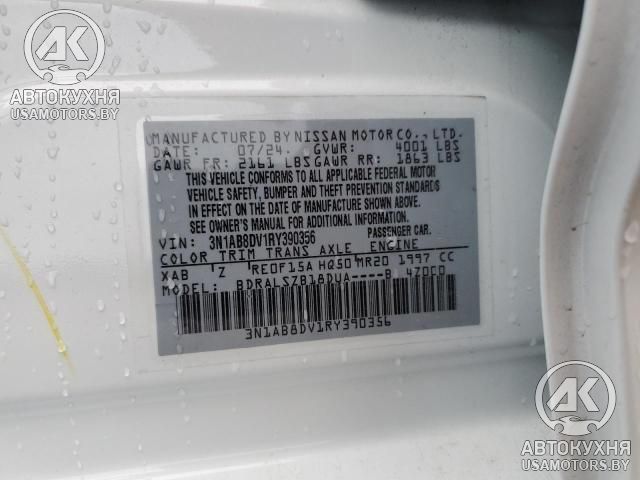 АК
АВТОКУХНЯ
USAMOTORS.BY
MANUFACTURED BY NISSAN MOTOR CO., LTD.
DATE: 07/24 GVWR: 4001 LBS
GAWR FR: 2161 LBS GAWR RR: 1863 LBS
THIS VEHICLE CONFORMS TO ALL APPLICABLE FEDERAL MOTOR
VEHICLE SAFETY, BUMPER AND THEFT PREVENTION STANDARDS
IN EFFECT ON THE DATE OF MANUFACTURE SHOWN ABOVE.
SEE OWNER'S MANUAL FOR ADDITIONAL INFORMATION.
VIN: 3N1AB8DV1RY390356 PASSENGER CAR.
COLOR TRIM TRANS AXLE ENGINE
XAB Z RE0F15A HQ50 MR20 1997 CC
MODEL: BDRALSZB18DUA----B 4Z0C0
3N1AB8DV1RY390356
АК
АВТОКУХНЯ
USAMOTORS.BY